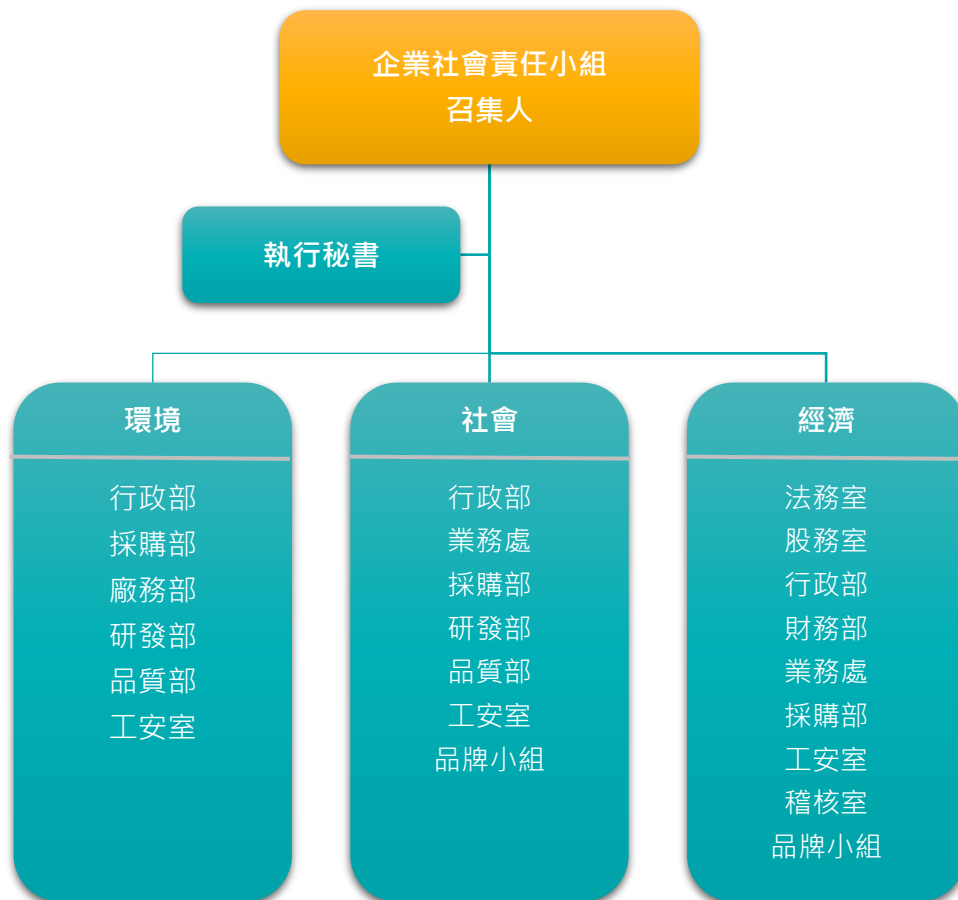 企業社會責任小組
召集人
執行秘書
環境
行政部
採購部
廠務部
研發部
品質部
工安室
社會
行政部
業務處
採購部
研發部
品質部
工安室
品牌小組
經濟
法務室
股務室
行政部
財務部
業務處
採購部
工安室
稽核室
品牌小組